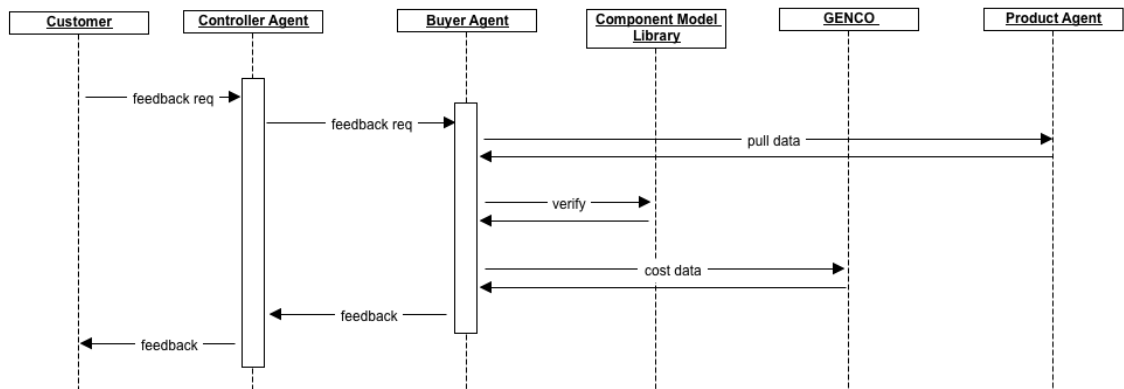 Customer
Controller Agent
Buyer Agent
Component Model
Library
GENCO
Product Agent
feedback req
feedback req
pull data
verify
cost data
feedback
feedback